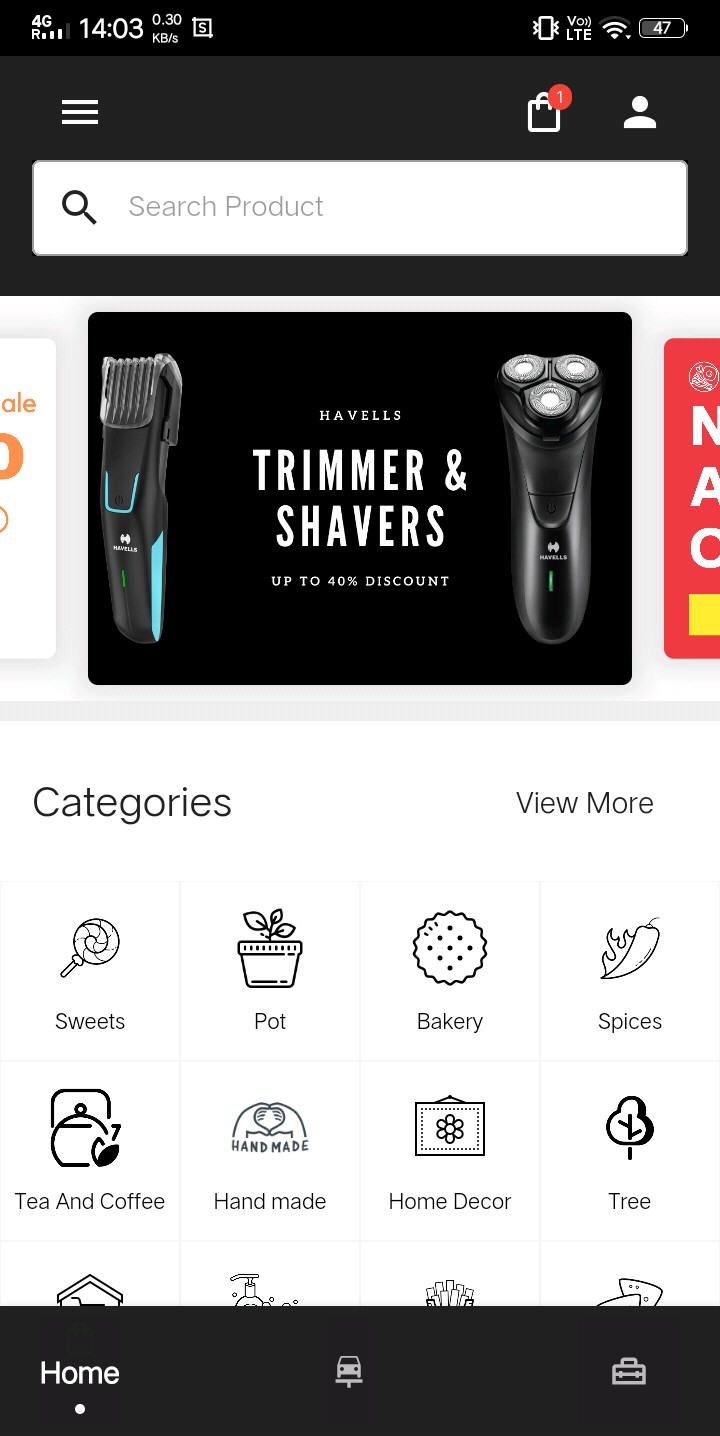 4G
R
14:03
0.30
KB/s
S
Vo))
LTE
47
1
Search Product
ale
HAVELLS
TRIMMER &
SHAVERS
UP TO 40% DISCOUNT
HAVELLS
HAVELLS
N
A
C
Categories
View More
Sweets
Pot
Bakery
Spices
HAND MADE
Tea And Coffee
Hand made
Home Decor
Tree
Home